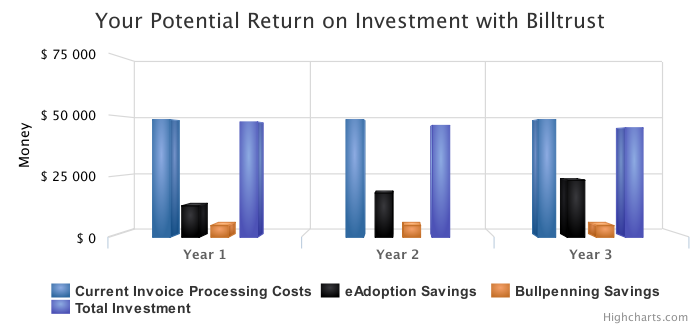 Your Potential Return on Investment with Billtrust
$ 75 000
$ 50 000
$ 25 000
$ 0
Money
Year 1
Year 2
Year 3
Current Invoice Processing Costs
eAdoption Savings
Bullpenning Savings
Total Investment
Highcharts.com